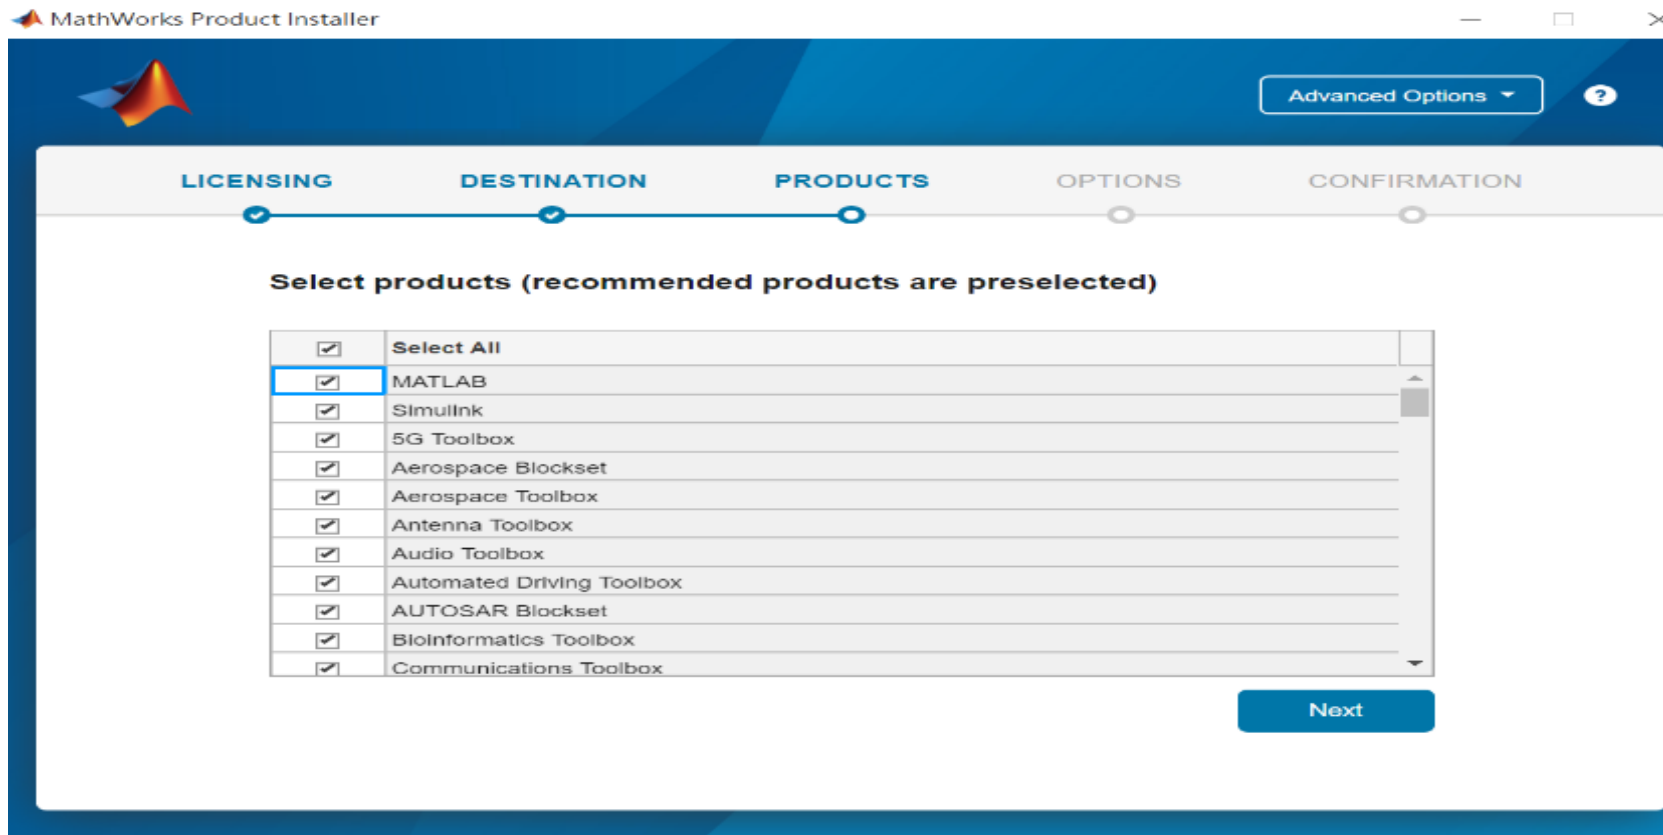 MathWorks Product Installer
Advanced Options
?
LICENSING DESTINATION PRODUCTS OPTIONS CONFIRMATION
Select products (recommended products are preselected)
Select All
MATLAB
Simulink
5G Toolbox
Aerospace Blockset
Aerospace Toolbox
Antenna Toolbox
Audio Toolbox
Automated Driving Toolbox
AUTOSAR Blockset
Bioinformatics Toolbox
Communications Toolbox
Next